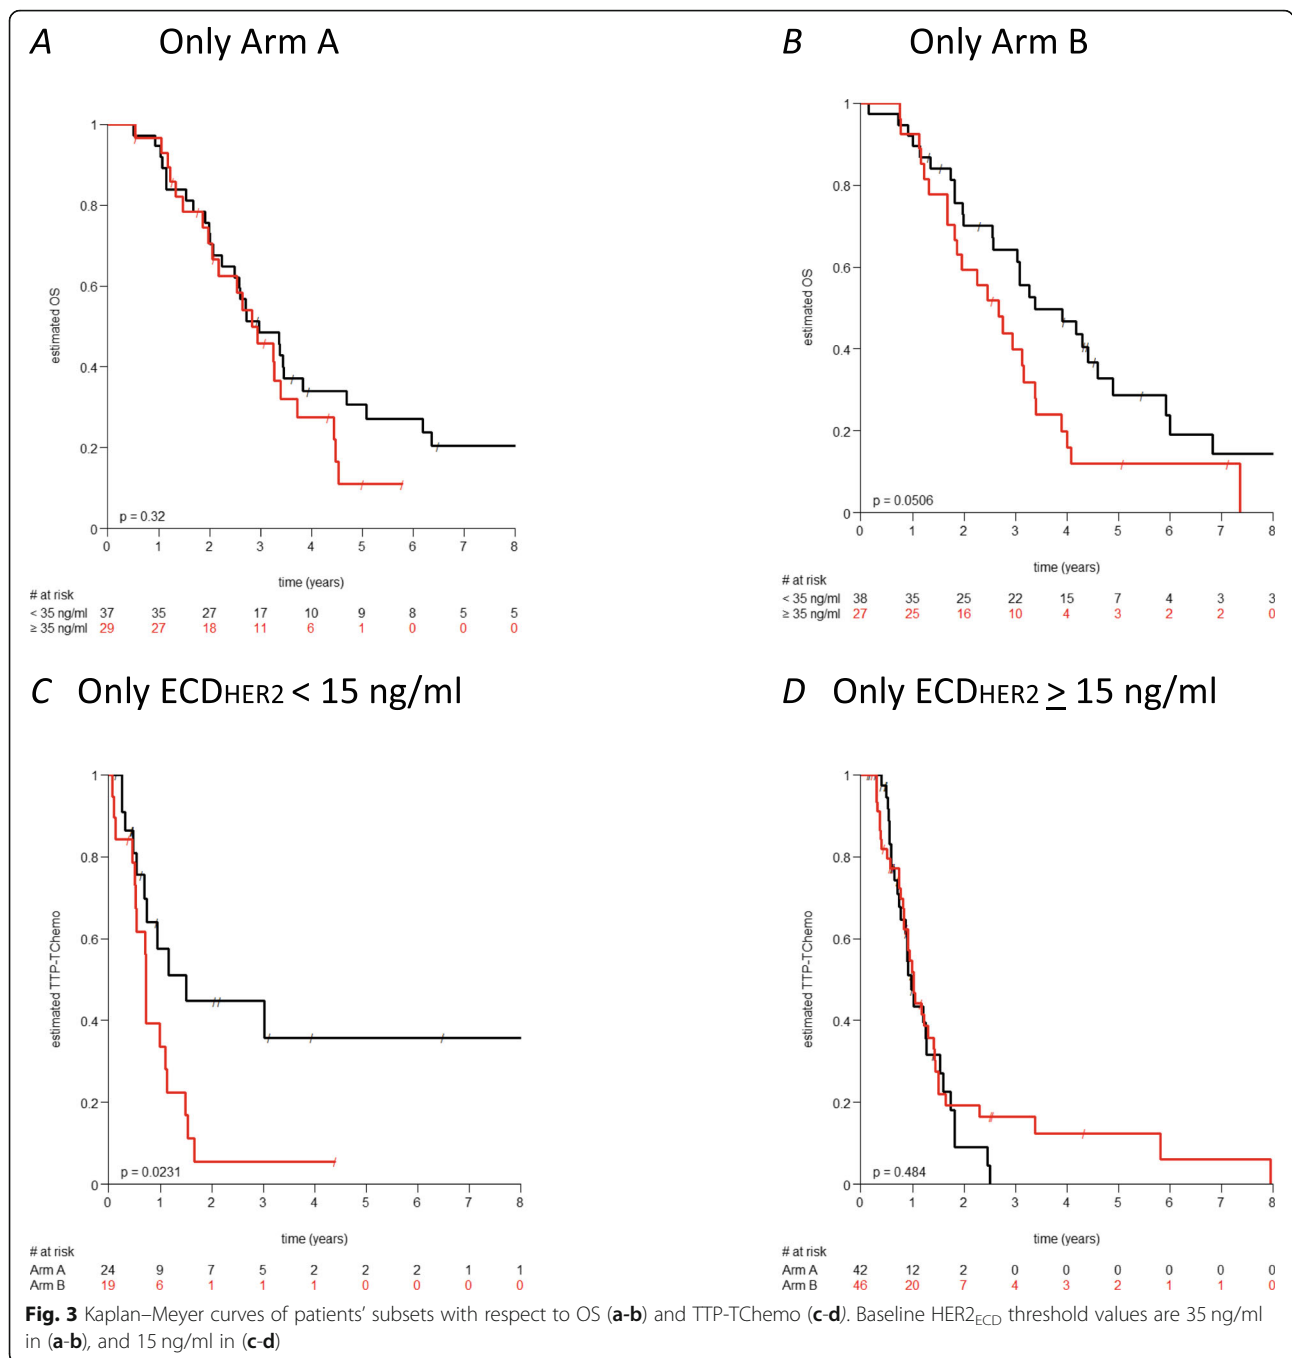 A Only Arm A
B Only Arm B
1
0.8
0.6
0.4
0.2
0
estimated OS
p = 0.32
0 1 2 3 4 5 6 7 8
time (years)
# at risk
< 35 ng/ml 37 35 27 17 10 9 8 5 5
≥ 35 ng/ml 29 27 18 11 6 1 0 0 0
1
0.8
0.6
0.4
0.2
0
estimated OS
p = 0.0506
0 1 2 3 4 5 6 7 8
time (years)
# at risk
< 35 ng/ml 38 35 25 22 15 7 4 3 3
≥ 35 ng/ml 27 25 16 10 4 3 2 2 0
C Only ECDHER2 < 15 ng/ml
D Only ECDHER2 ≥ 15 ng/ml
1
0.8
0.6
0.4
0.2
0
estimated TTP-TChemo
p = 0.0231
0 1 2 3 4 5 6 7 8
time (years)
# at risk
Arm A 24 9 7 5 2 2 2 1 1
Arm B 19 6 1 1 1 0 0 0 0
1
0.8
0.6
0.4
0.2
0
estimated TTP-TChemo
p = 0.484
0 1 2 3 4 5 6 7 8
time (years)
# at risk
Arm A 42 12 2 0 0 0 0 0 0
Arm B 46 20 7 4 3 2 1 1 0
Fig. 3 Kaplan–Meyer curves of patients’ subsets with respect to OS (a-b) and TTP-TChemo (c-d). Baseline HER2ECD threshold values are 35 ng/ml
in (a-b), and 15 ng/ml in (c-d)